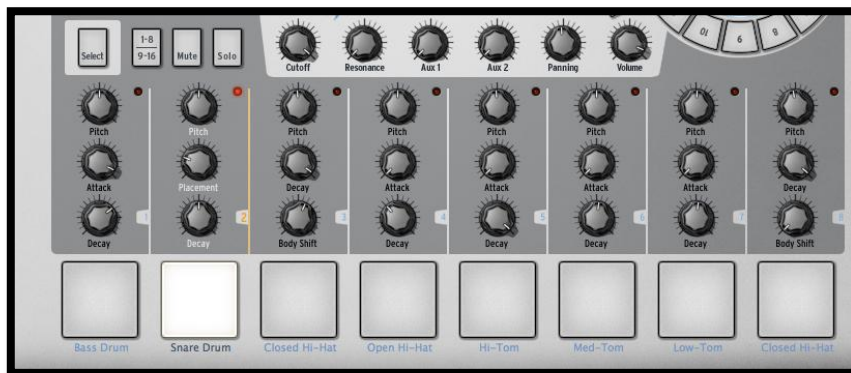 Select
1-8
9-16
Mute
Solo
Cutoff Resonance Aux 1 Aux 2 Panning Volume
10 9 8
Pitch Pitch Pitch Pitch Pitch Pitch Pitch Pitch
Attack Placement Decay Attack Attack Attack Attack Decay
1 2 3 4 5 6 7 8
Decay Decay Body Shift Decay Decay Decay Decay Body Shift
Bass Drum Snare Drum Closed Hi-Hat Open Hi-Hat Hi-Tom Med-Tom Low-Tom Closed Hi-Hat